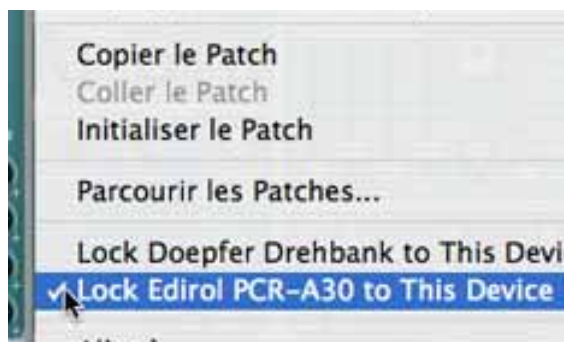 Copier le Patch
Coller le Patch
Initialiser le Patch
Parcourir les Patches...
Lock Doepfer Drehbank to This Devi
Lock Edirol PCR-A30 to This Device